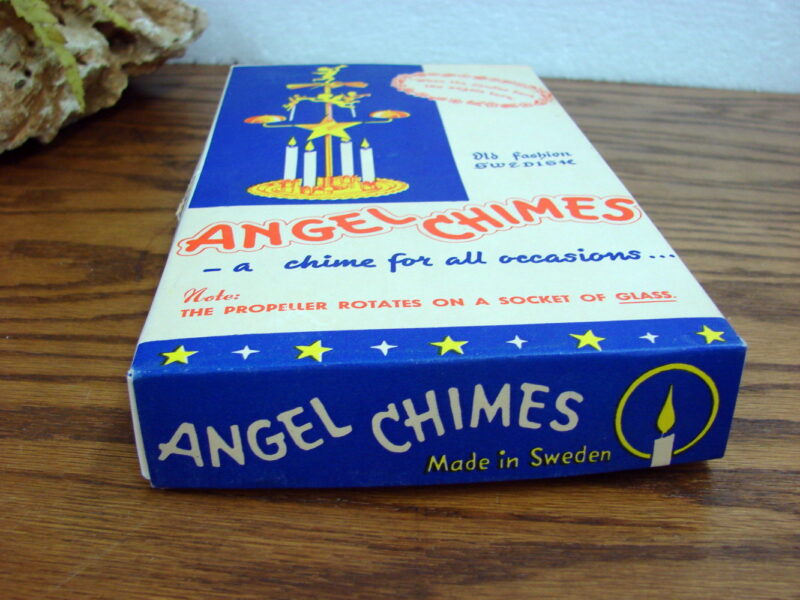 Old Fashion
SWEDISH
ANGEL CHIMES
- a chime for all occasions...
Note:
THE PROPELLER ROTATES ON A SOCKET OF GLASS.
ANGEL CHIMES
Made in Sweden